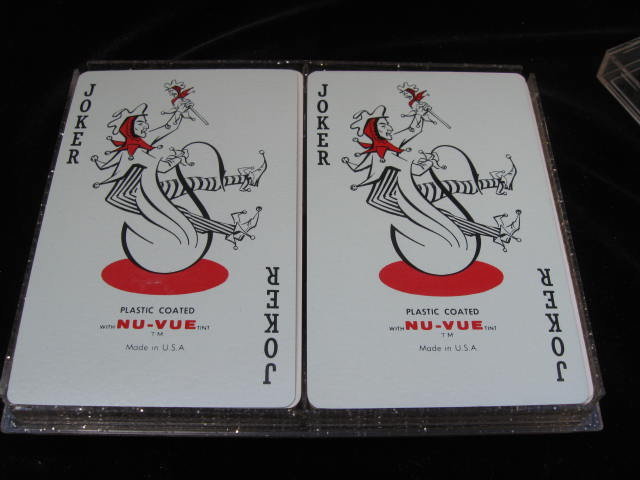 JOKER
PLASTIC COATED
WITH NU-VUE TINT
T M
Made in U.S.A.
JOKER
JOKER
PLASTIC COATED
WITH NU-VUE TINT
T M
Made in U.S.A.
JOKER